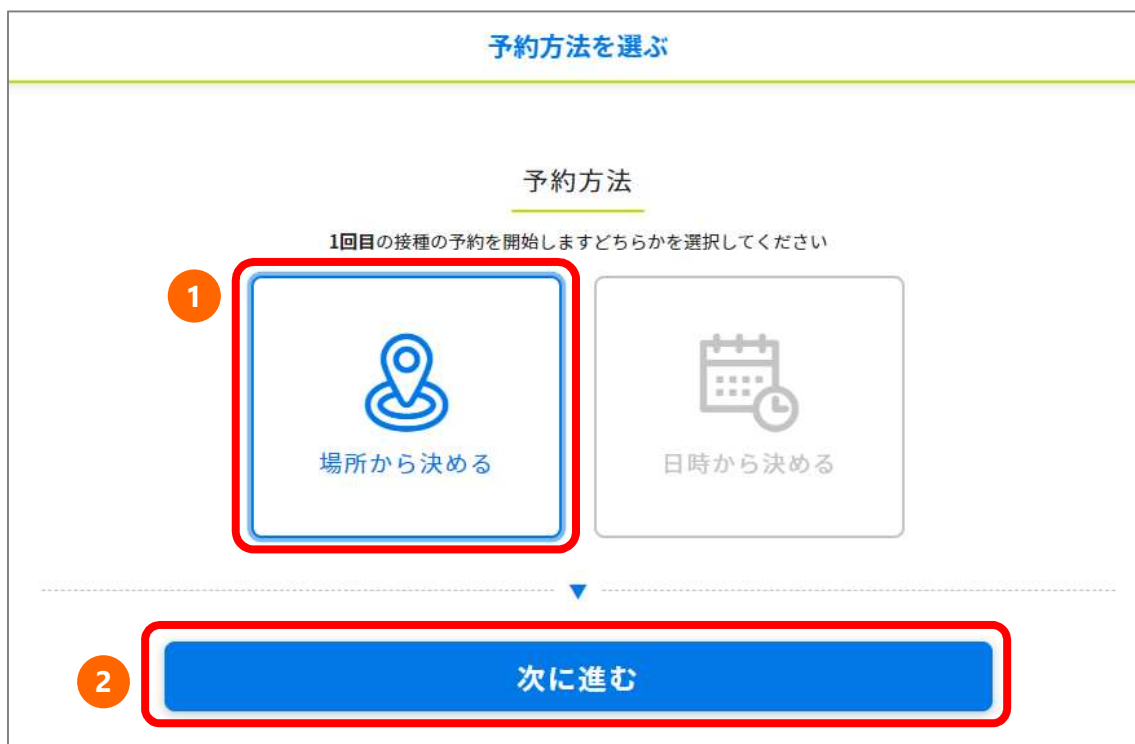 予約方法を選ぶ
予約方法
1回目の接種の予約を開始しますどちらかを選択してください
1
場所から決める
日時から決める
2
次に進む